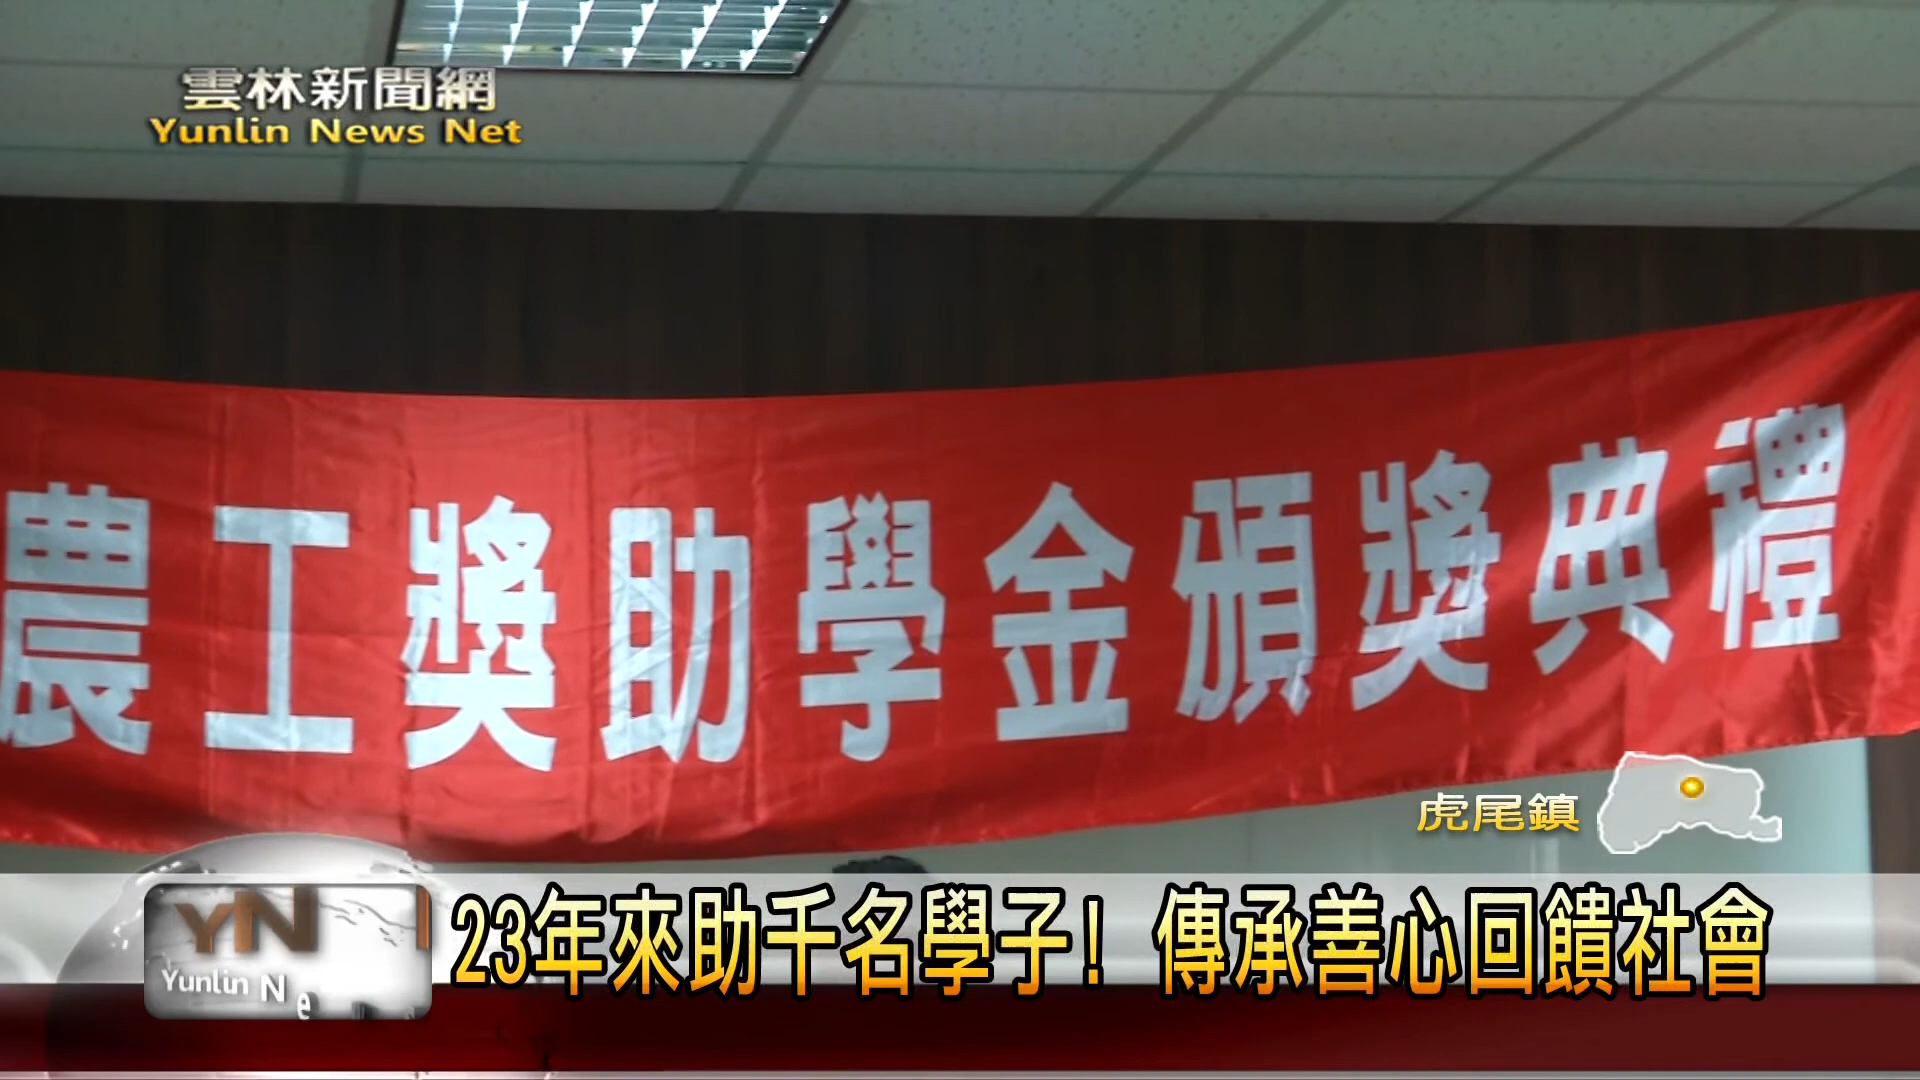 雲林新聞網
Yunlin News Net
農工獎助學金頒獎典禮
虎尾鎮
YN
Yunlin Ne
23年來助千名學子! 傳承善心回饋社會